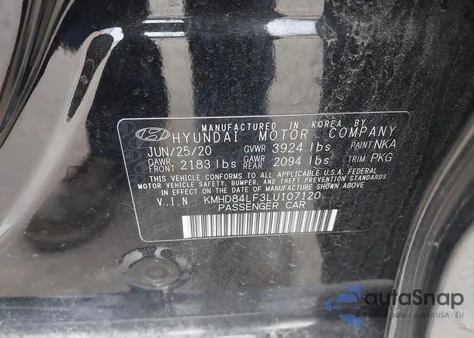 MANUFACTURED IN KOREA BY
HYUNDAI MOTOR COMPANY
JUN/25/20 GVWR 3924 lbs PAINT NKA
GAWR FRONT 2183 lbs GAWR REAR 2094 lbs TRIM PKG
THIS VEHICLE CONFORMS TO ALL APPLICABLE U.S. FEDERAL
MOTOR VEHICLE SAFETY, BUMPER, AND THEFT PREVENTION
STANDARDS IN EFFECT ON THE DATE OF MANUFACTURE
SHOWN ABOVE.
V.I.N KMHD84LF3LU107120
PASSENGER CAR
autoSnap